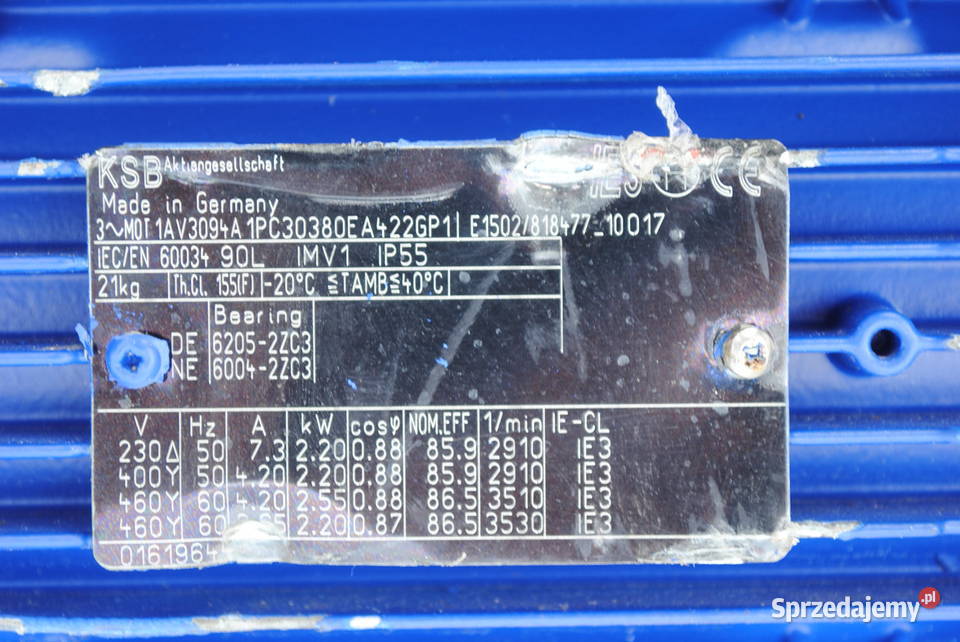 KSB Aktiengesellschaft IE3 CE
Made in Germany
3~MOT 1AV3094A 1PC30380EA422GP1 E1502/818477_10017
IEC/EN 60034 90L IMV1 IP55
21kg Th.Cl. 155(F) -20°C ≤TAMB≤40°C
Bearing
DE 6205-2ZC3
NE 6004-2ZC3
V Hz A kW cosφ NOM.EFF 1/min IE-CL
230Δ 50 7.3 2.20 0.88 85.9 2910 IE3
400Y 50 4.20 2.20 0.88 85.9 2910 IE3
460Y 60 4.20 2.55 0.88 86.5 3510 IE3
460Y 60 2.20 0.87 86.5 3530 IE3
Sprzedajemy.pl